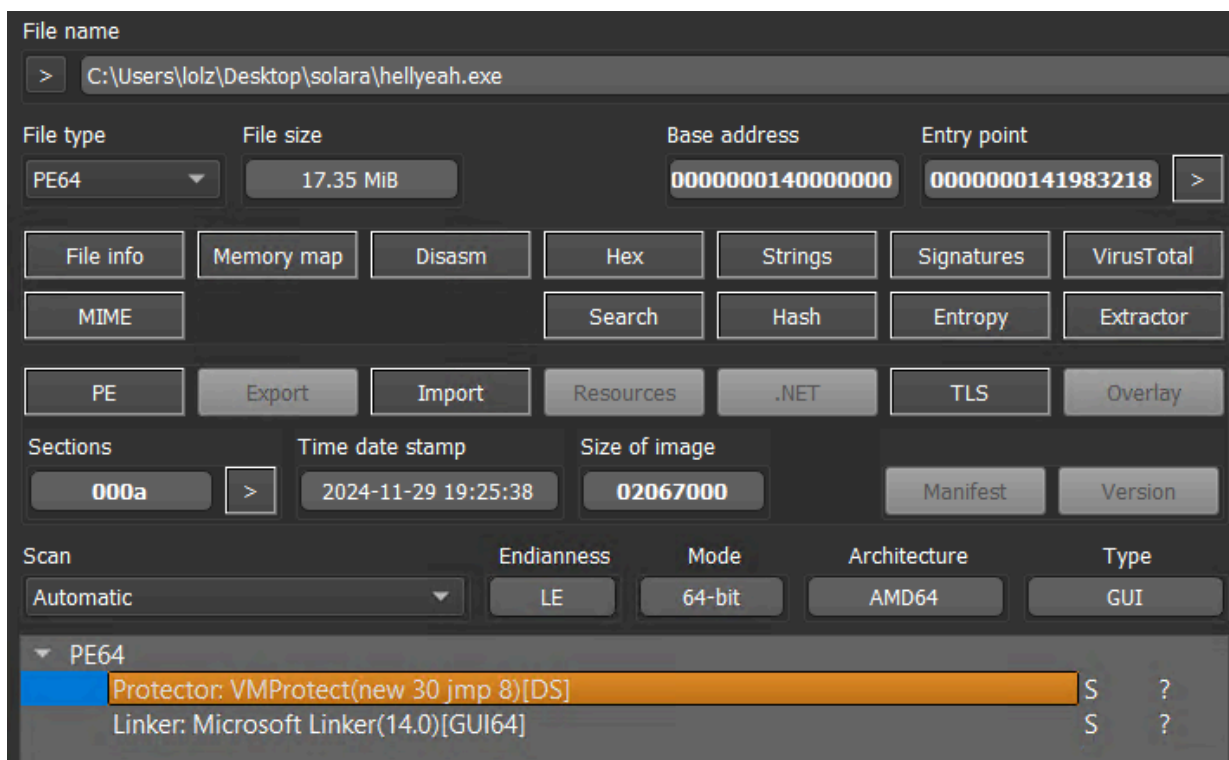 File name
> C:\Users\lolz\Desktop\solara\hellyeah.exe
File type File size Base address Entry point
PE64 17.35 MiB 0000000140000000 0000000141983218 >
File info Memory map Disasm Hex Strings Signatures VirusTotal
MIME Search Hash Entropy Extractor
PE Export Import Resources .NET TLS Overlay
Sections Time date stamp Size of image
000a > 2024-11-29 19:25:38 02067000 Manifest Version
Scan Endianness Mode Architecture Type
Automatic LE 64-bit AMD64 GUI
PE64
Protector: VMProtect(new 30 jmp 8)[DS] S ?
Linker: Microsoft Linker(14.0)[GUI64] S ?